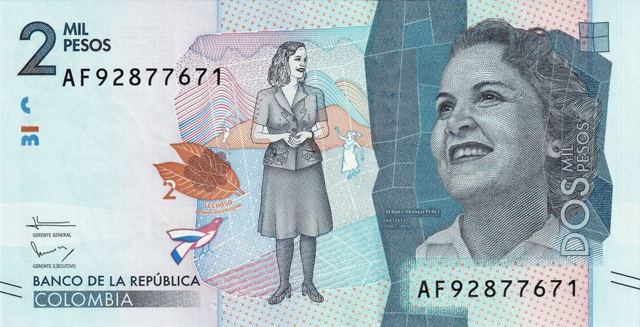 2 MIL
PESOS
AF92877671
2
LECHOSO
GERENTE GENERAL
GERENTE EJECUTIVO
BANCO DE LA REPÚBLICA
COLOMBIA
DÉBORA ARANGO PÉREZ
ARTISTA
DOS MIL
PESOS
AF92877671